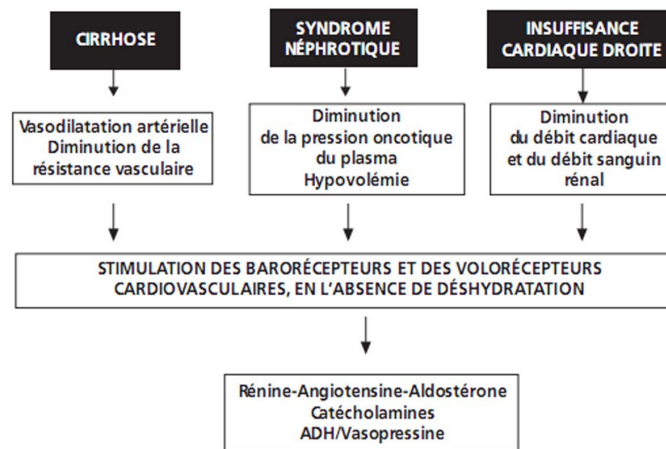 CIRRHOSE
SYNDROME
NÉPHROTIQUE
INSUFFISANCE
CARDIAQUE DROITE
Vasodilatation artérielle
Diminution de la
résistance vasculaire
Diminution
de la pression oncotique
du plasma
Hypovolémie
Diminution
du débit cardiaque
et du débit sanguin
rénal
STIMULATION DES BARORÉCEPTEURS ET DES VOLORÉCEPTEURS
CARDIOVASCULAIRES, EN L’ABSENCE DE DÉSHYDRATATION
Rénine-Angiotensine-Aldostérone
Catécholamines
ADH/Vasopressine